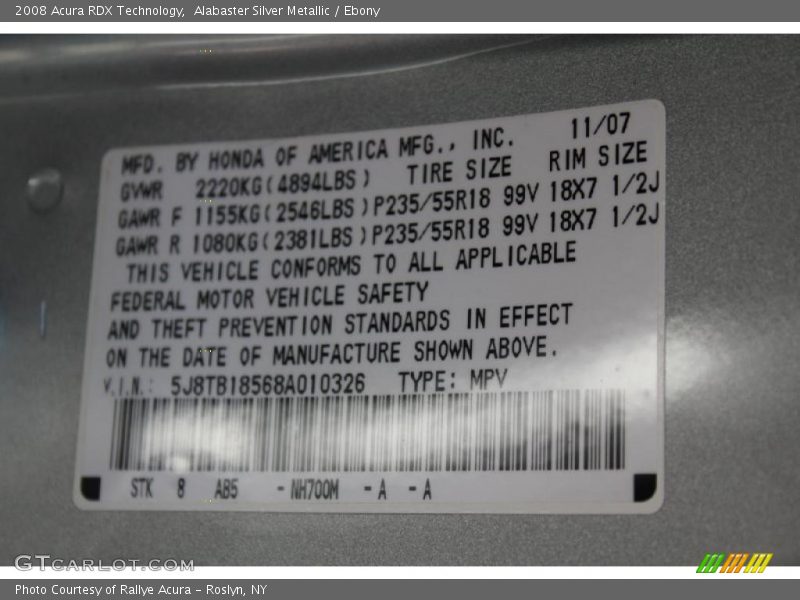 2008 Acura RDX Technology,  Alabaster Silver Metallic / Ebony
MFD. BY HONDA OF AMERICA MFG., INC. 11/07
GVWR 2220KG(4894LBS) TIRE SIZE RIM SIZE
GAWR F 1155KG(2546LBS)P235/55R18 99V 18X7 1/2J
GAWR R 1080KG(2381LBS)P235/55R18 99V 18X7 1/2J
THIS VEHICLE CONFORMS TO ALL APPLICABLE
FEDERAL MOTOR VEHICLE SAFETY
AND THEFT PREVENTION STANDARDS IN EFFECT
ON THE DATE OF MANUFACTURE SHOWN ABOVE.
V.I.N.: 5J8TB18568A010326 TYPE: MPV
STK 8 AB5 -NH700M -A -A
GTCARLOT.COM
Photo Courtesy of Rallye Acura - Roslyn, NY